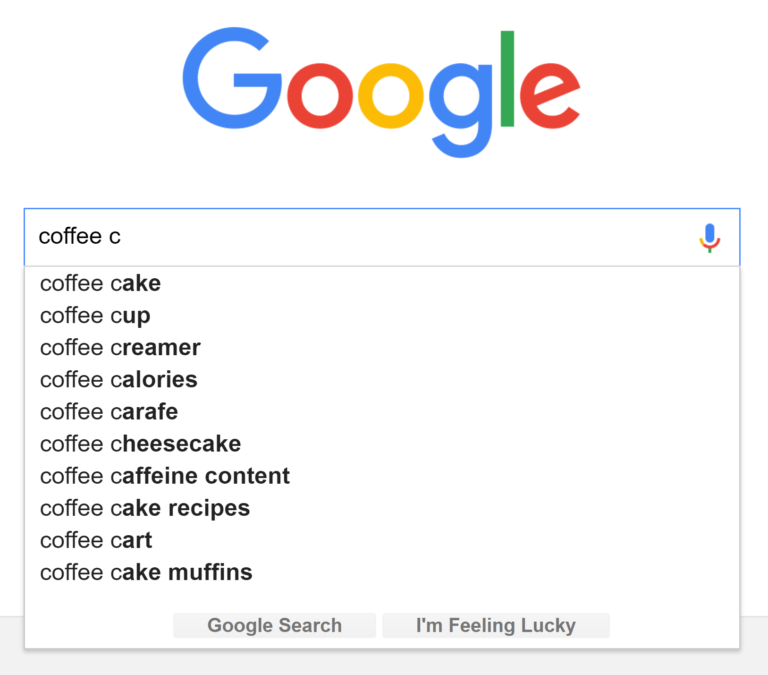 Google
coffee c
coffee cake
coffee cup
coffee creamer
coffee calories
coffee carafe
coffee cheesecake
coffee caffeine content
coffee cake recipes
coffee cart
coffee cake muffins
Google Search I'm Feeling Lucky